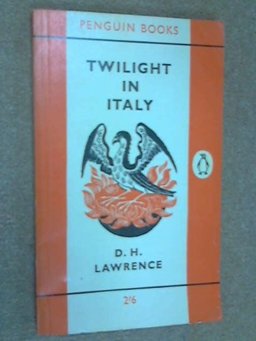 PENGUIN BOOKS
TWILIGHT
IN
ITALY
D. H.
LAWRENCE
2/6